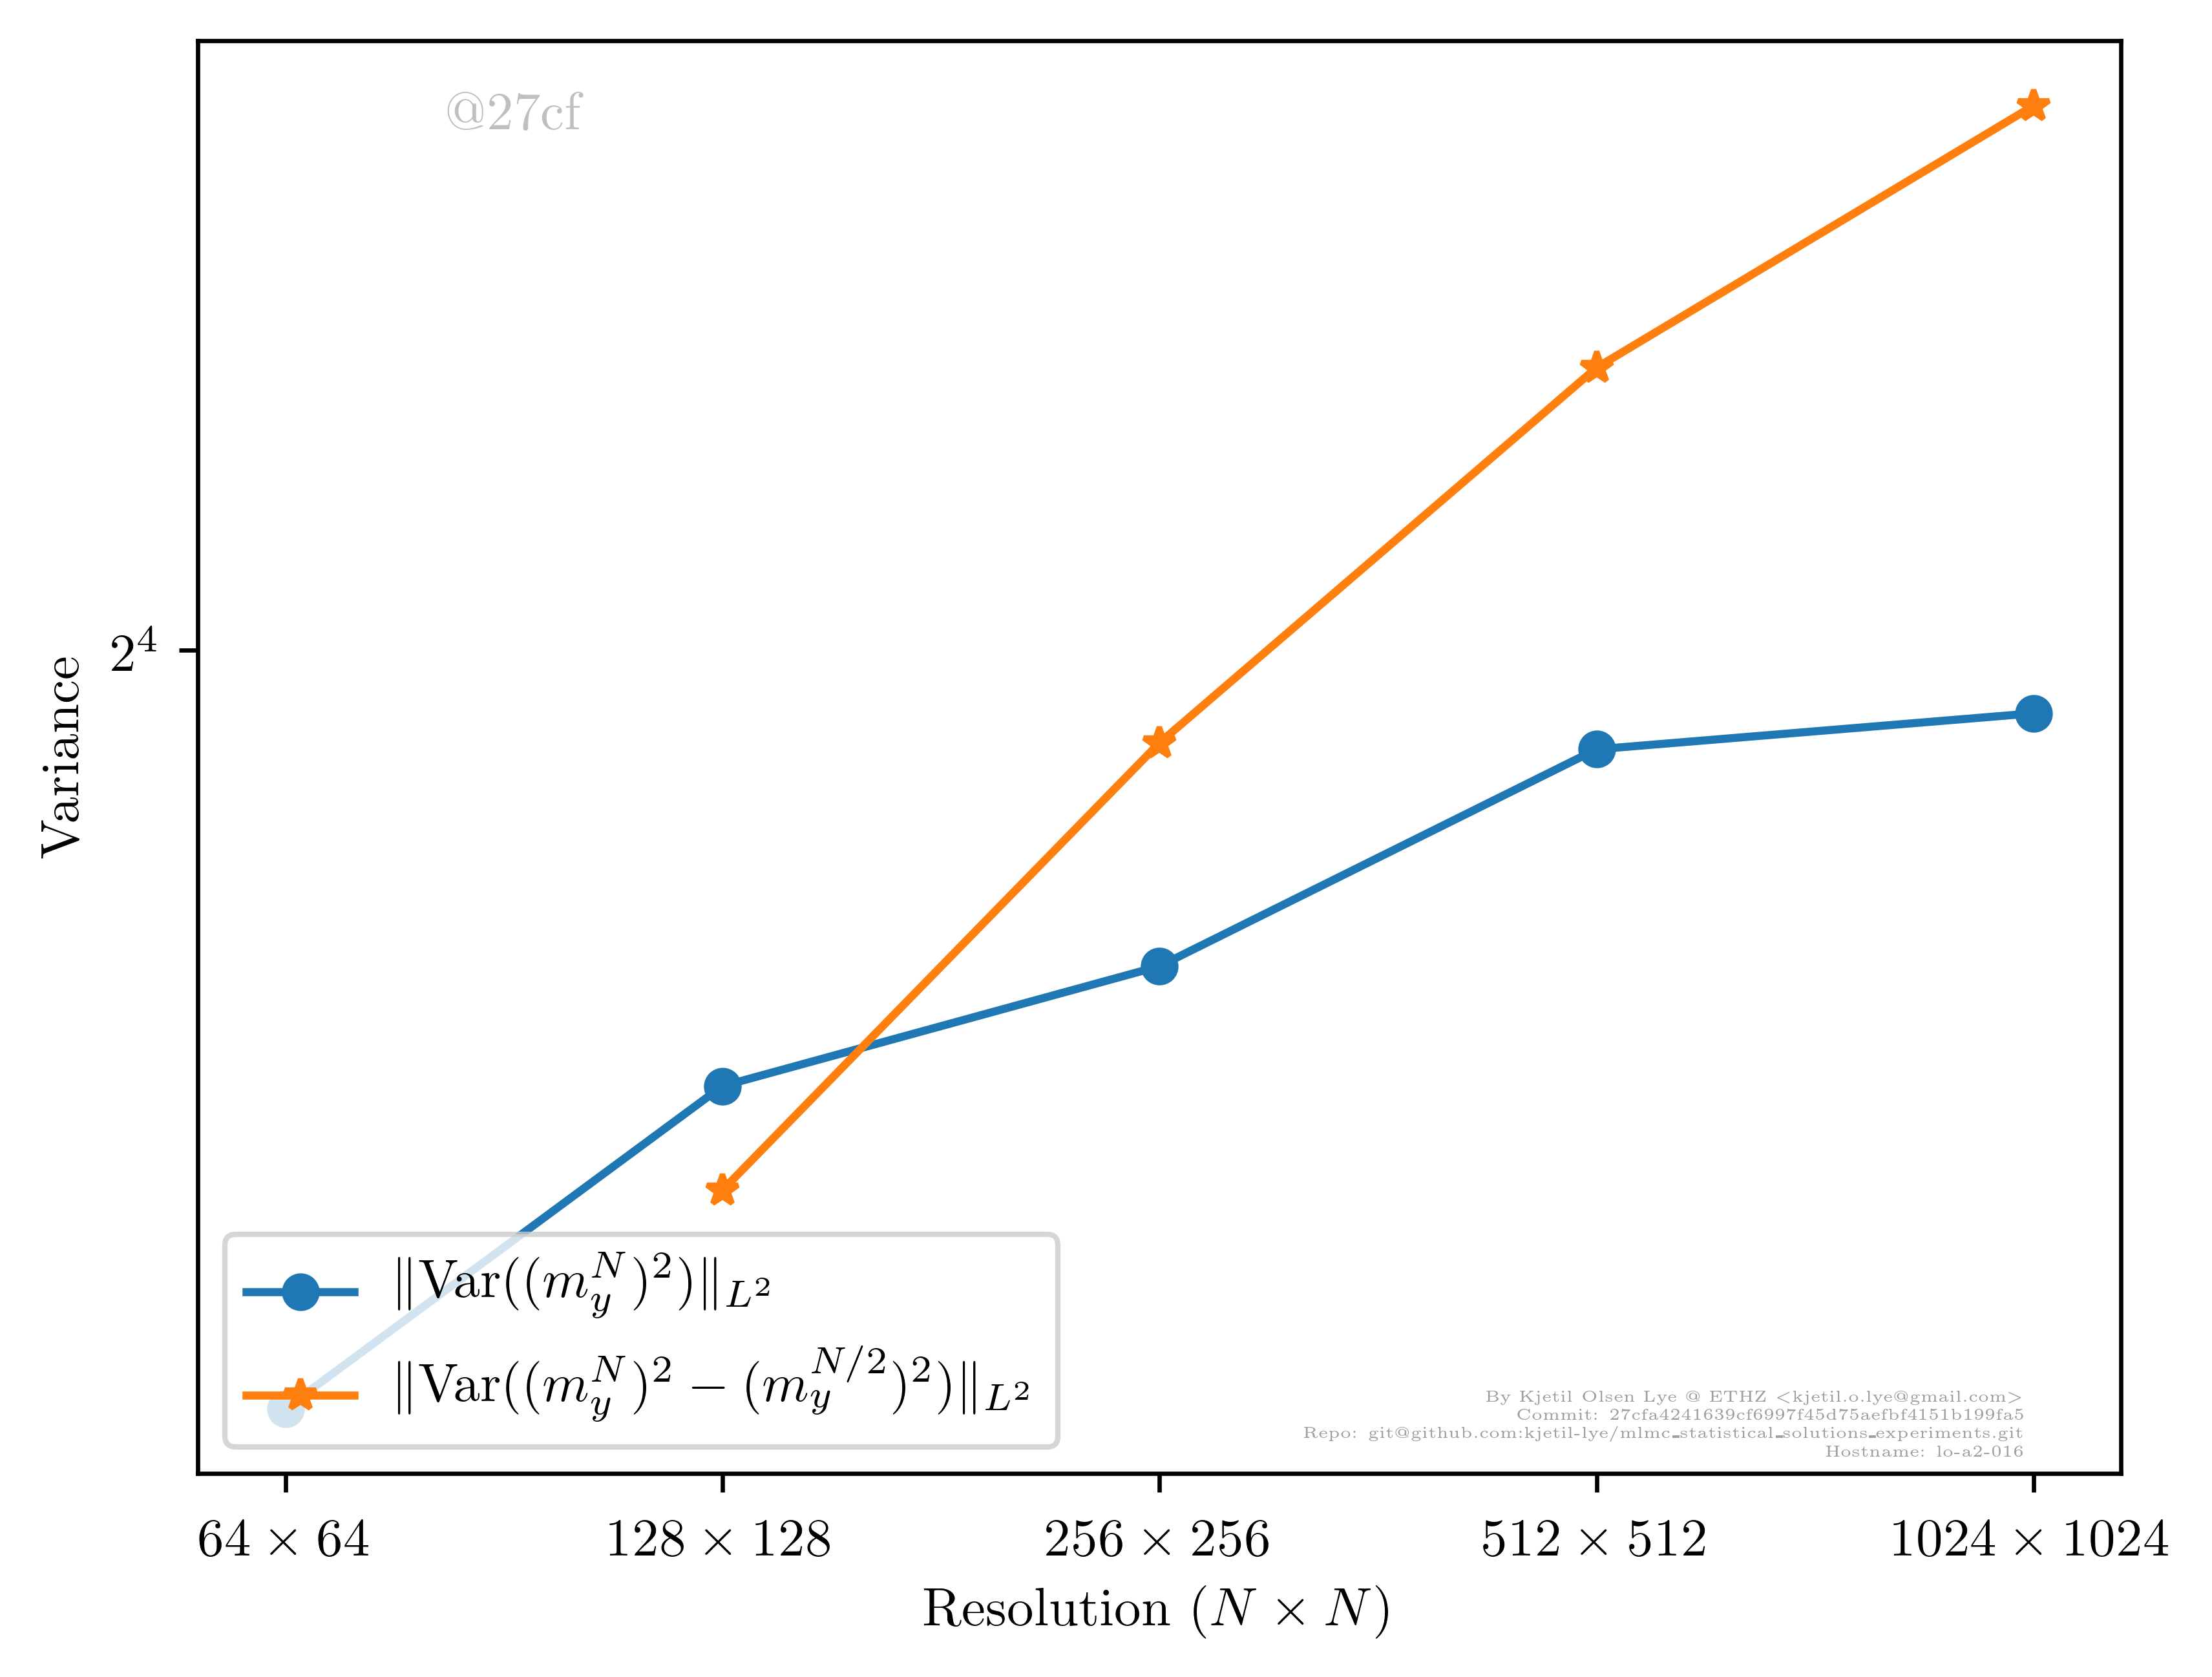 @27cf
2^4
Variance
‖Var((m_y^N)^2)‖_{L^2}
‖Var((m_y^N)^2 − (m_y^{N/2})^2)‖_{L^2}
By Kjetil Olsen Lye @ ETHZ <kjetil.o.lye@gmail.com>
Commit: 27cfa4241639cf6997f45d75aefbf4151b199fa5
Repo: git@github.com:kjetil-lye/mlmc_statistical_solutions_experiments.git
Hostname: lo-a2-016
64 × 64 128 × 128 256 × 256 512 × 512 1024 × 1024
Resolution (N × N)